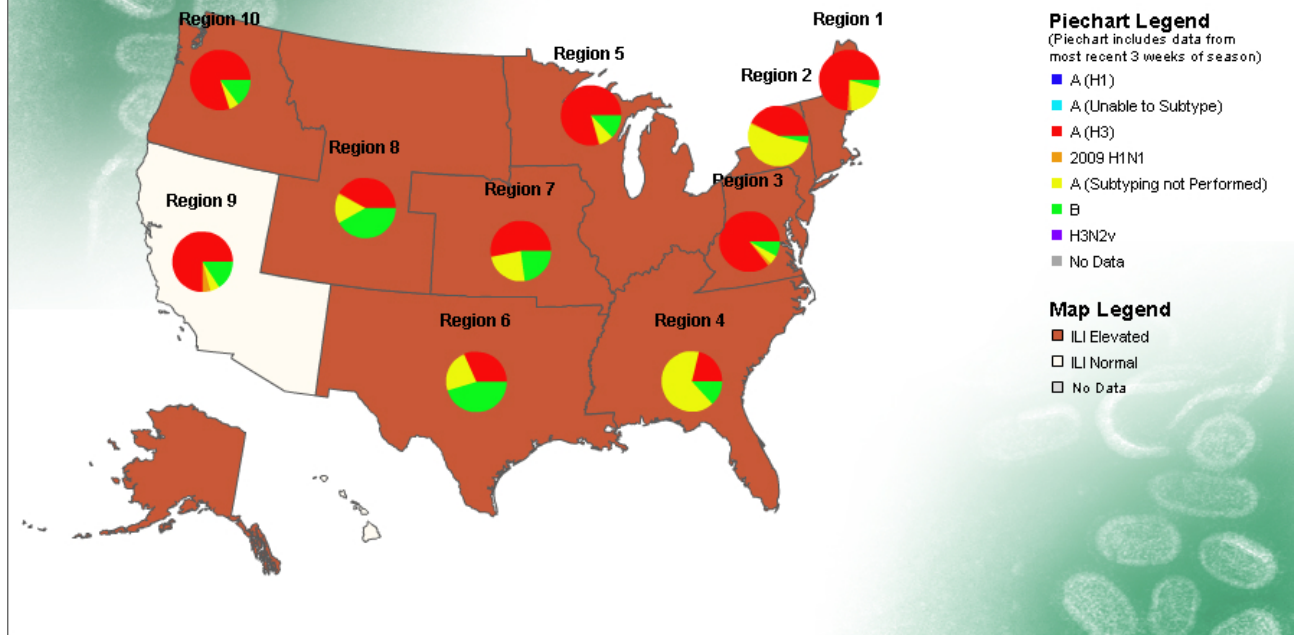 Region 10
Region 1
Region 5
Region 2
Region 8
Region 3
Region 7
Region 9
Region 6
Region 4
Piechart Legend
(Piechart includes data from
most recent 3 weeks of season)
A (H1)
A (Unable to Subtype)
A (H3)
2009 H1N1
A (Subtyping not Performed)
B
H3N2v
No Data
Map Legend
ILI Elevated
ILI Normal
No Data